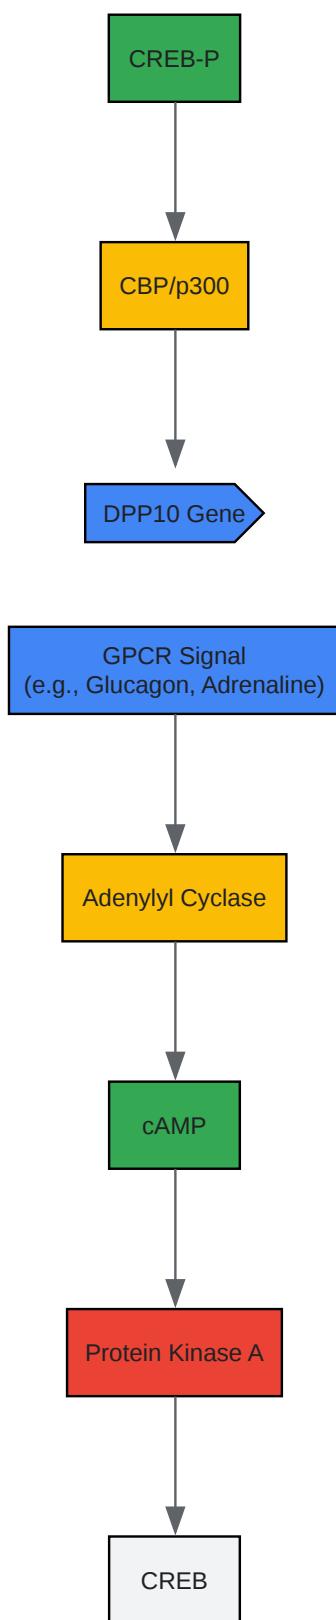 CREB-P
CBP/p300
DPP10 Gene
GPCR Signal
(e.g., Glucagon, Adrenaline)
Adenylyl Cyclase
cAMP
Protein Kinase A
CREB